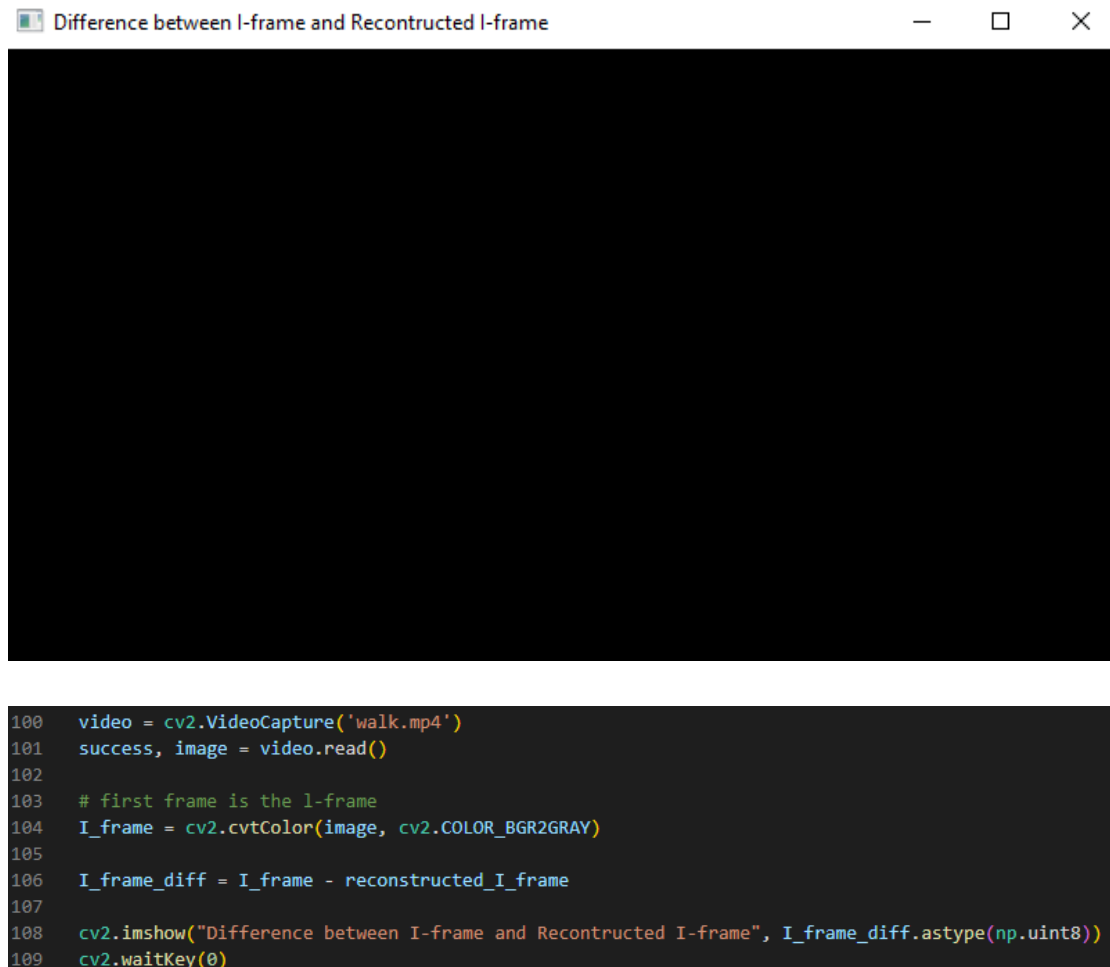 Difference between I-frame and Recontructed I-frame
100 video = cv2.VideoCapture('walk.mp4')
101 success, image = video.read()
102
103 # first frame is the l-frame
104 I_frame = cv2.cvtColor(image, cv2.COLOR_BGR2GRAY)
105
106 I_frame_diff = I_frame - reconstructed_I_frame
107
108 cv2.imshow("Difference between I-frame and Recontructed I-frame", I_frame_diff.astype(np.uint8))
109 cv2.waitKey(0)